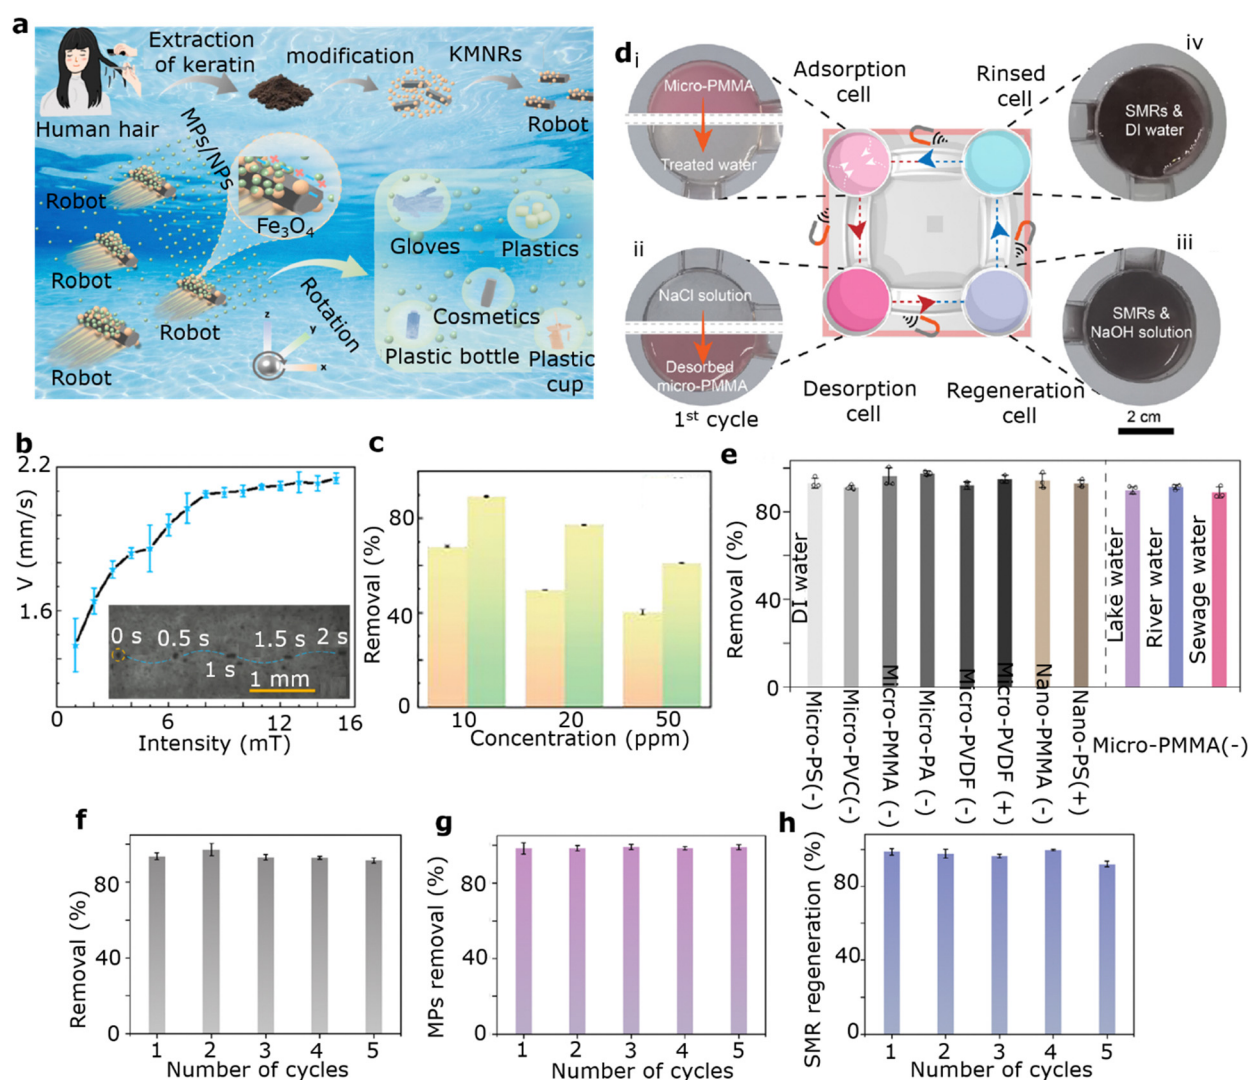 a
Extraction
of keratin
modification
KMNRs
Human hair
Robot
MPs/NPs
Robot
Fe3O4
Robot
Robot
Robot
Rotation
z
y
x
Gloves
Plastics
Cosmetics
Plastic bottle
Plastic
cup
d
i
Micro-PMMA
Treated water
Adsorption
cell
Rinsed
cell
iv
SMRs &
DI water
ii
NaCl solution
Desorbed
micro-PMMA
1st cycle
Desorption
cell
Regeneration
cell
iii
SMRs &
NaOH solution
2 cm
b
2.2
1.6
V (mm/s)
0 s
0.5 s
1 s
1.5 s
2 s
1 mm
0
6
12
16
Intensity (mT)
c
80
40
0
Removal (%)
10
20
50
Concentration (ppm)
e
80
40
0
Removal (%)
DI water
Lake water
River water
Sewage water
Micro-PS(-)
Micro-PVC(-)
Micro-PMMA (-)
Micro-PA (-)
Micro-PVDF (-)
Micro-PVDF (+)
Nano-PMMA (-)
Nano-PS(+)
Micro-PMMA(-)
f
80
40
0
Removal (%)
1
2
3
4
5
Number of cycles
g
80
40
0
MPs removal (%)
1
2
3
4
5
Number of cycles
h
80
40
0
SMR regeneration (%)
1
2
3
4
5
Number of cycles